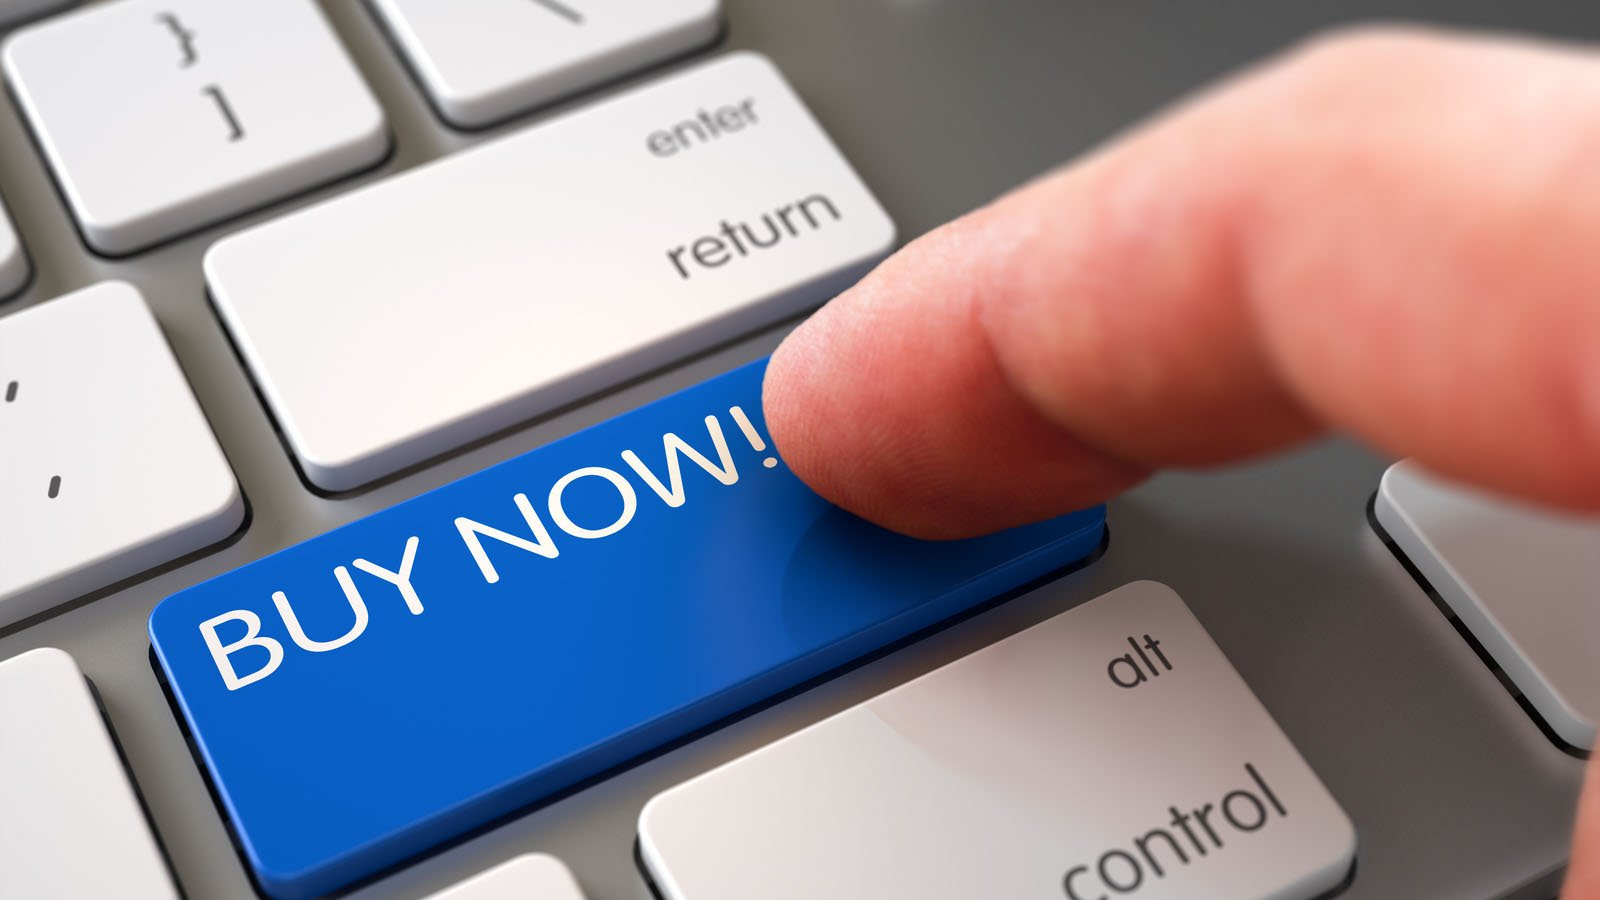 }
]
\
enter
return
"
'
BUY NOW!
alt
control